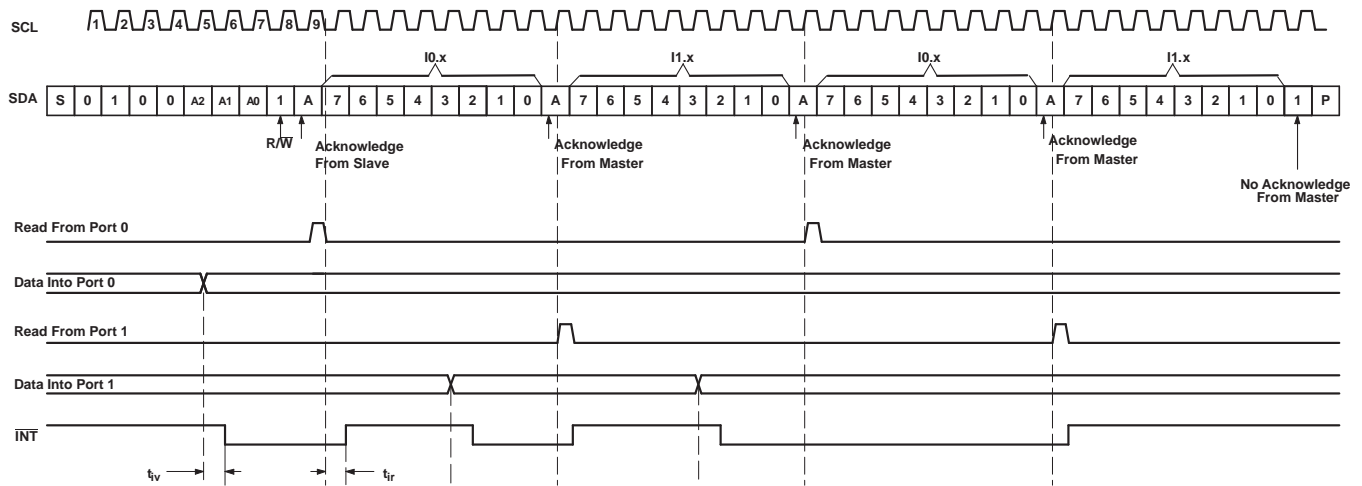 SCL 1 2 3 4 5 6 7 8 9
I0.x I1.x I0.x I1.x
SDA S 0 1 0 0 A2 A1 A0 1 A 7 6 5 4 3 2 1 0 A 7 6 5 4 3 2 1 0 A 7 6 5 4 3 2 1 0 A 7 6 5 4 3 2 1 0 1 P
R/W̅ Acknowledge Acknowledge Acknowledge Acknowledge
From Slave From Master From Master From Master
No Acknowledge
From Master
Read From Port 0
Data Into Port 0
Read From Port 1
Data Into Port 1
I̅N̅T̅
tiv tir